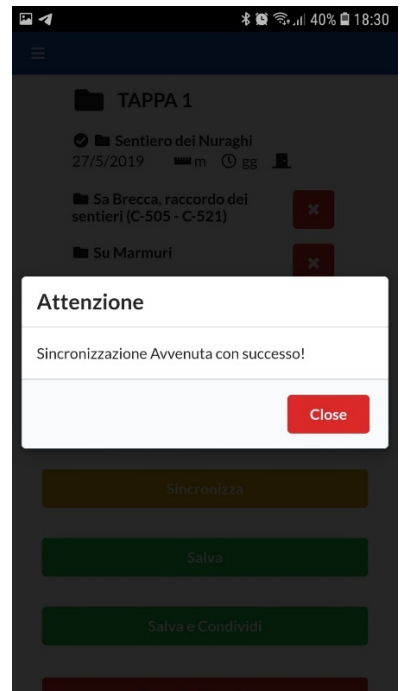 40% 18:30
TAPPA 1
Sentiero dei Nuraghi
27/5/2019 m gg
Sa Brecca, raccordo dei
sentieri (C-505 - C-521)
Su Marmuri
Attenzione
Sincronizzazione Avvenuta con successo!
Close
Sincronizza
Salva
Salva e Condividi